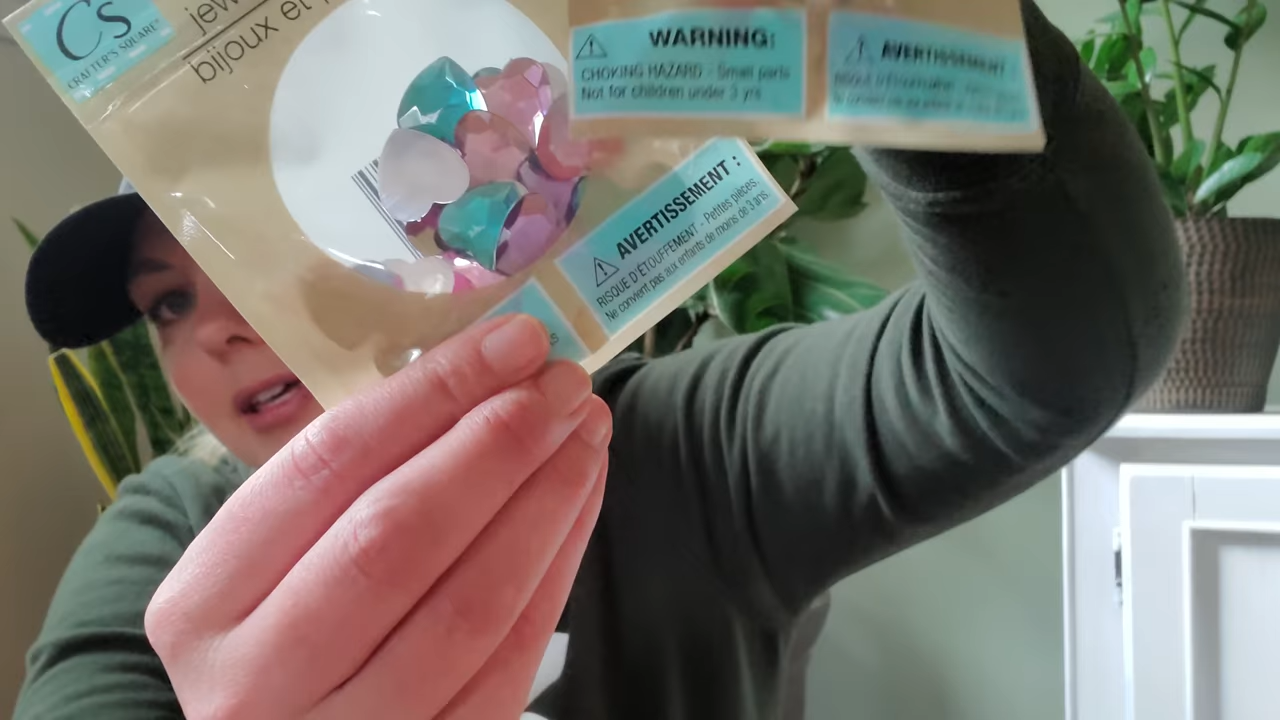 Cs
CRAFTER'S SQUARE
jew
bijoux et
WARNING:
CHOKING HAZARD - Small parts
Not for children under 3 yrs
AVERTISSEMENT
AVERTISSEMENT :
RISQUE D'ÉTOUFFEMENT - Petites pièces.
Ne convient pas aux enfants de moins de 3 ans.